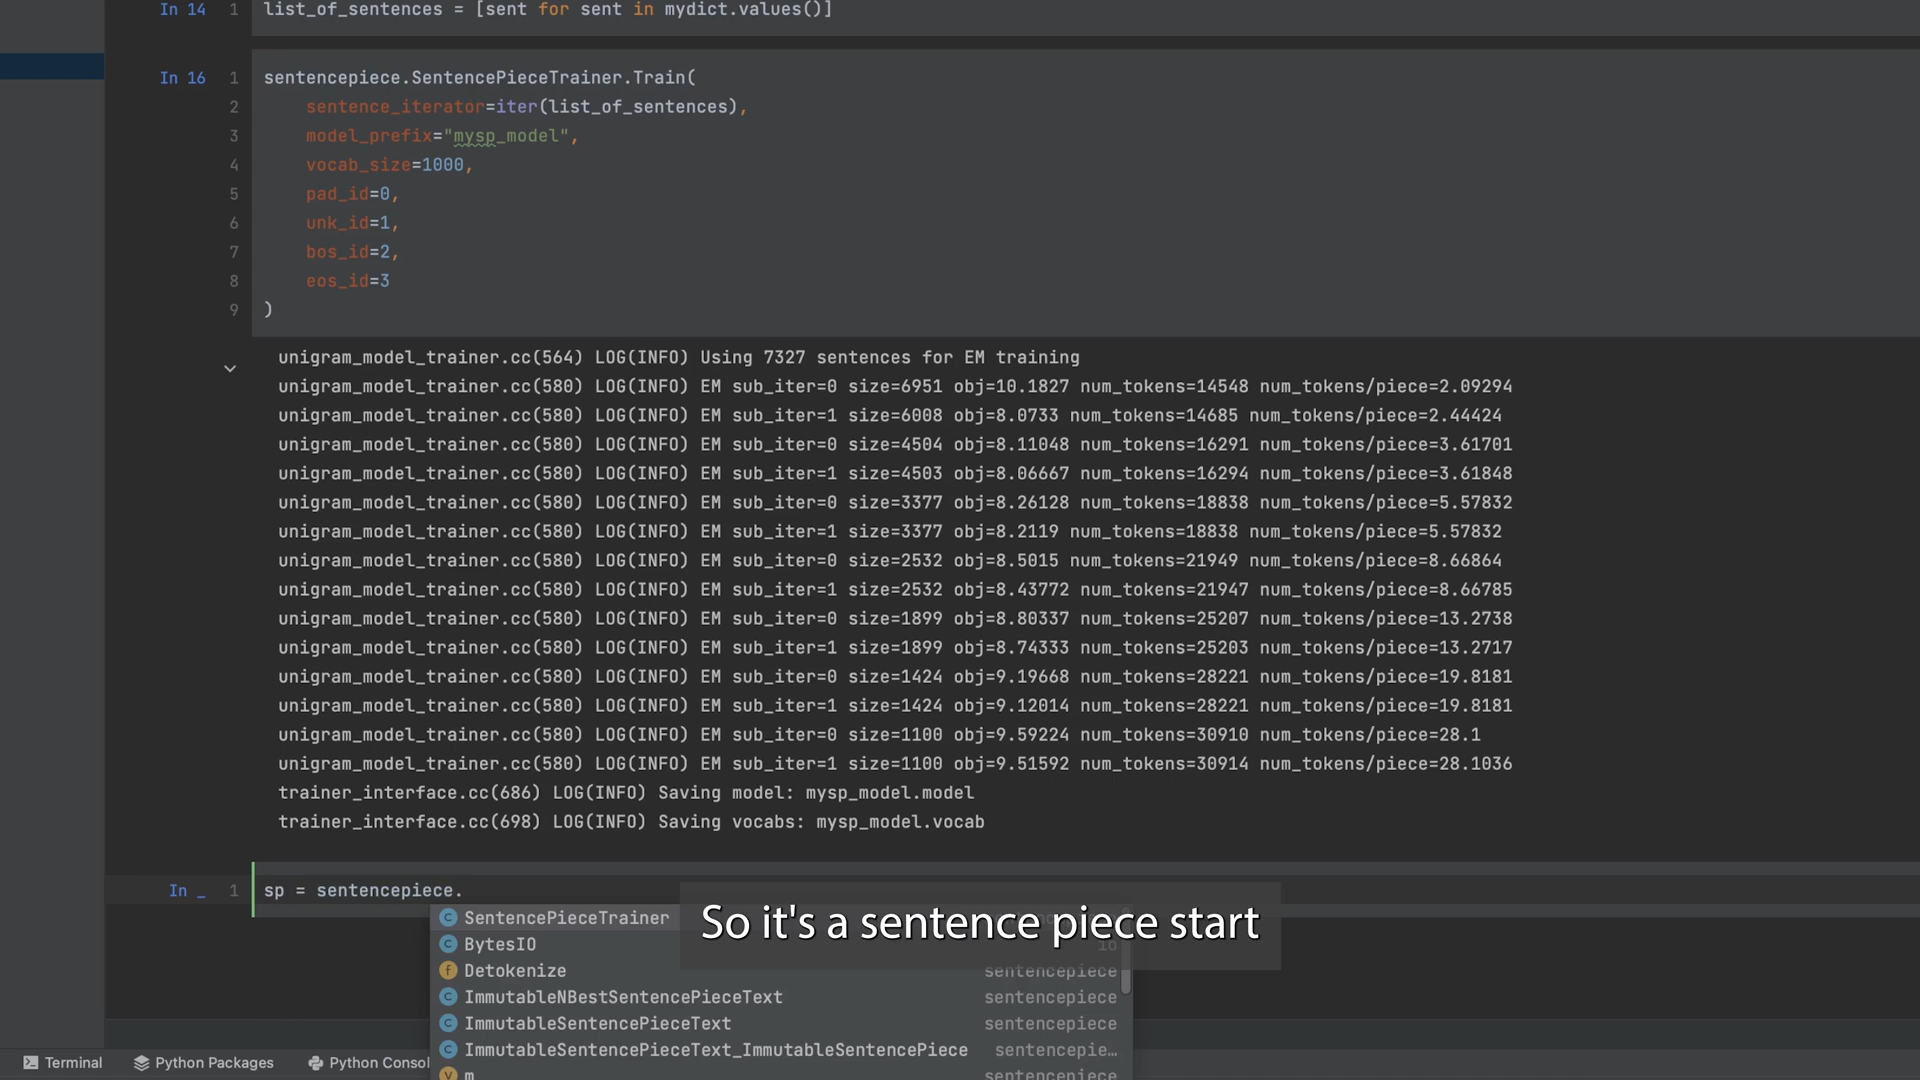 In 14 1 list_of_sentences = [sent for sent in mydict.values()]
In 16 1 sentencepiece.SentencePieceTrainer.Train(
2 sentence_iterator=iter(list_of_sentences),
3 model_prefix="mysp_model",
4 vocab_size=1000,
5 pad_id=0,
6 unk_id=1,
7 bos_id=2,
8 eos_id=3
9 )
unigram_model_trainer.cc(564) LOG(INFO) Using 7327 sentences for EM training
unigram_model_trainer.cc(580) LOG(INFO) EM sub_iter=0 size=6951 obj=10.1827 num_tokens=14548 num_tokens/piece=2.09294
unigram_model_trainer.cc(580) LOG(INFO) EM sub_iter=1 size=6008 obj=8.0733 num_tokens=14685 num_tokens/piece=2.44424
unigram_model_trainer.cc(580) LOG(INFO) EM sub_iter=0 size=4504 obj=8.11048 num_tokens=16291 num_tokens/piece=3.61701
unigram_model_trainer.cc(580) LOG(INFO) EM sub_iter=1 size=4503 obj=8.06667 num_tokens=16294 num_tokens/piece=3.61848
unigram_model_trainer.cc(580) LOG(INFO) EM sub_iter=0 size=3377 obj=8.26128 num_tokens=18838 num_tokens/piece=5.57832
unigram_model_trainer.cc(580) LOG(INFO) EM sub_iter=1 size=3377 obj=8.2119 num_tokens=18838 num_tokens/piece=5.57832
unigram_model_trainer.cc(580) LOG(INFO) EM sub_iter=0 size=2532 obj=8.5015 num_tokens=21949 num_tokens/piece=8.66864
unigram_model_trainer.cc(580) LOG(INFO) EM sub_iter=1 size=2532 obj=8.43772 num_tokens=21947 num_tokens/piece=8.66785
unigram_model_trainer.cc(580) LOG(INFO) EM sub_iter=0 size=1899 obj=8.80337 num_tokens=25207 num_tokens/piece=13.2738
unigram_model_trainer.cc(580) LOG(INFO) EM sub_iter=1 size=1899 obj=8.74333 num_tokens=25203 num_tokens/piece=13.2717
unigram_model_trainer.cc(580) LOG(INFO) EM sub_iter=0 size=1424 obj=9.19668 num_tokens=28221 num_tokens/piece=19.8181
unigram_model_trainer.cc(580) LOG(INFO) EM sub_iter=1 size=1424 obj=9.12014 num_tokens=28221 num_tokens/piece=19.8181
unigram_model_trainer.cc(580) LOG(INFO) EM sub_iter=0 size=1100 obj=9.59224 num_tokens=30910 num_tokens/piece=28.1
unigram_model_trainer.cc(580) LOG(INFO) EM sub_iter=1 size=1100 obj=9.51592 num_tokens=30914 num_tokens/piece=28.1036
trainer_interface.cc(686) LOG(INFO) Saving model: mysp_model.model
trainer_interface.cc(698) LOG(INFO) Saving vocabs: mysp_model.vocab
In _ 1 sp = sentencepiece.
SentencePieceTrainer
So it's a sentence piece start
BytesIO io
Detokenize sentencepiece
ImmutableNBestSentencePieceText sentencepiece
ImmutableSentencePieceText sentencepiece
ImmutableSentencePieceText_ImmutableSentencePiece sentencepie…
m sentencepiece
Terminal Python Packages Python Consol